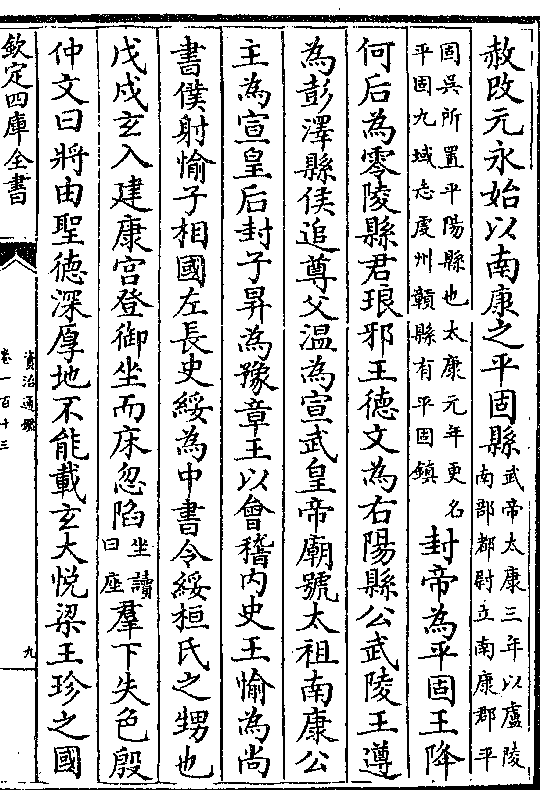 赦改元永始以南康之平固縣武帝太康三年以廬陵
南部都尉立南康郡平
固吳所置平陽縣也太康元年更名
平固九域志虔州贑縣有平固鎮封帝為平固王降
何后為零陵縣君琅邪王德文為右陽縣公武陵王遵
為彭澤縣侯追尊父温為宣武皇帝廟號太祖南康公
主為宣皇后封子昇為豫章王以會稽内史王愉為尚
書僕射愉子相國左長史綏為中書令綏桓氏之甥也
戊戌玄入建康宫登御坐而床忽陷坐讀
曰座羣下失色殷
仲文曰將由聖德深厚地不能載玄大悦梁王珍之國
欽定四庫全書
資治通鑑
卷一百十三
九